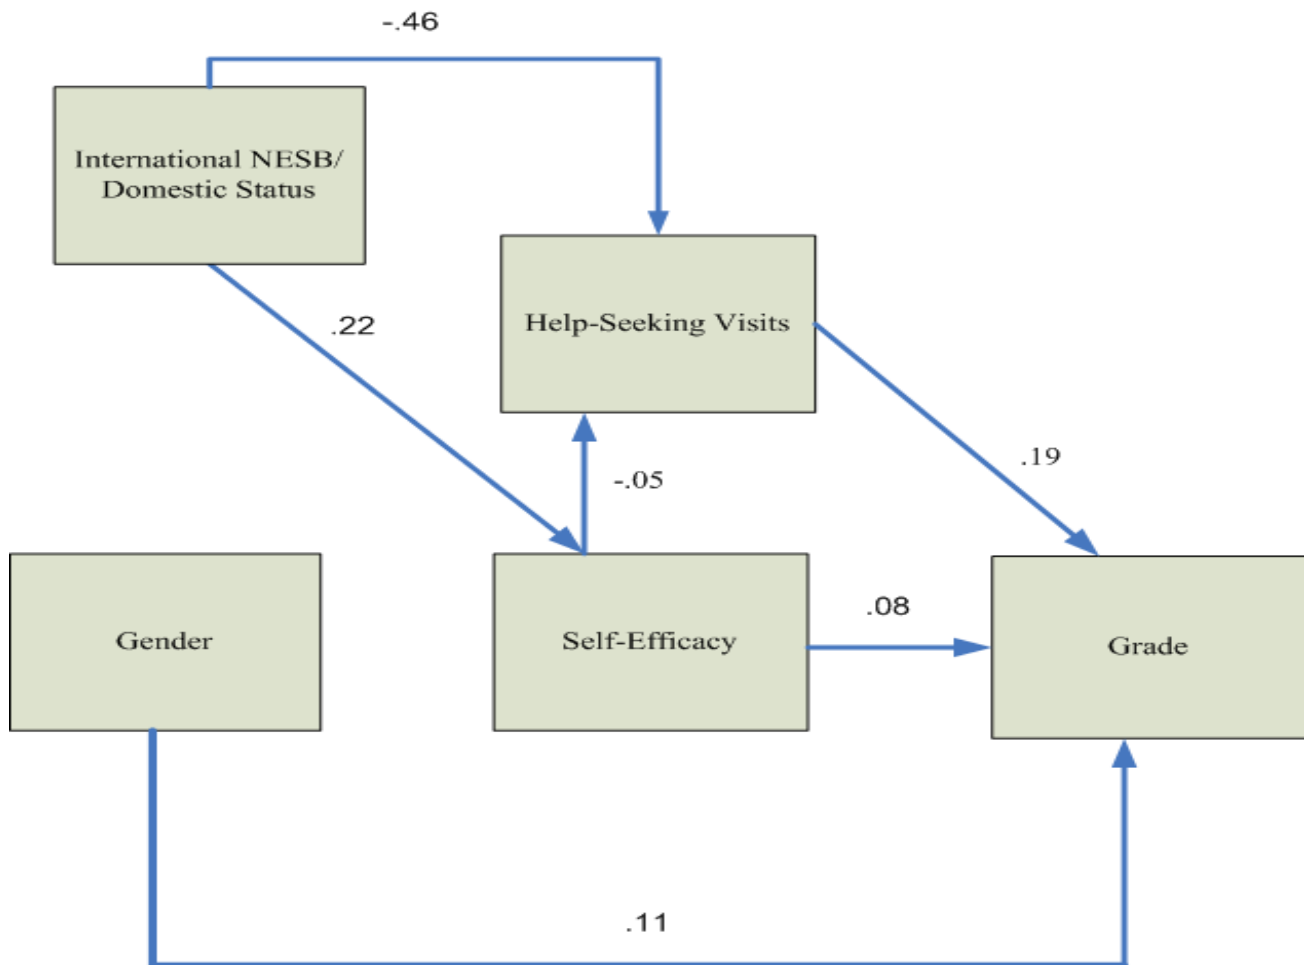 -.46
International NESB/
Domestic Status
Help-Seeking Visits
.22
.19
-.05
Gender
Self-Efficacy
.08
Grade
.11